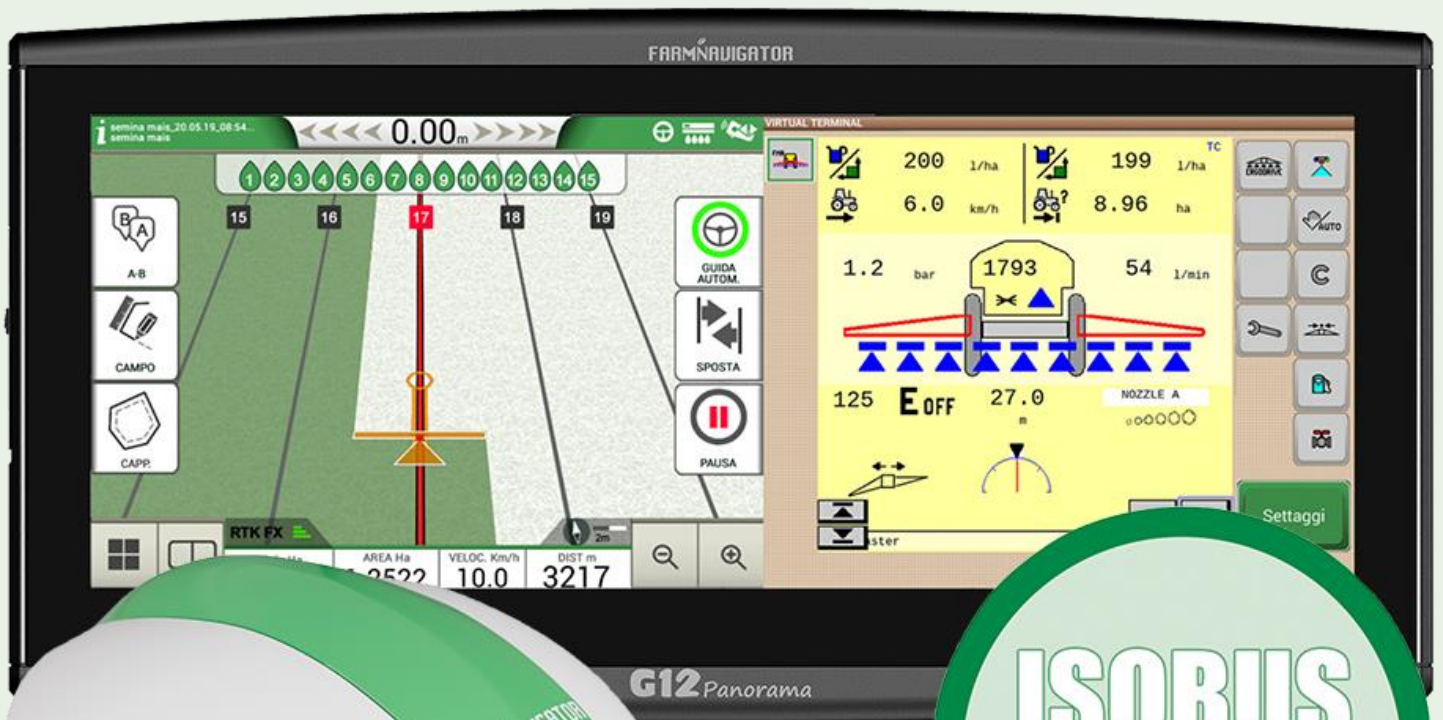 FARMNAVIGATOR
semina mais_20.05.19_08:54...
semina mais
<<<< 0.00m >>>>
1 2 3 4 5 6 7 8 9 10 11 12 13 14 15
15 16 17 18 19
B
A
A-B
CAMPO
CAPP.
GUIDA
AUTOM.
SPOSTA
PAUSA
RTK FX
2m
AREA Ha
VELOC. Km/h
10.0
DIST m
3217
VIRTUAL TERMINAL
TC
200 l/ha 199 l/ha
6.0 km/h ? 8.96 ha
1.2 bar 1793 54 l/min
125 E OFF 27.0 m NOZZLE A
ERGODRIVE
AUTO
C
Settaggi
G12 Panorama
ISOBUS